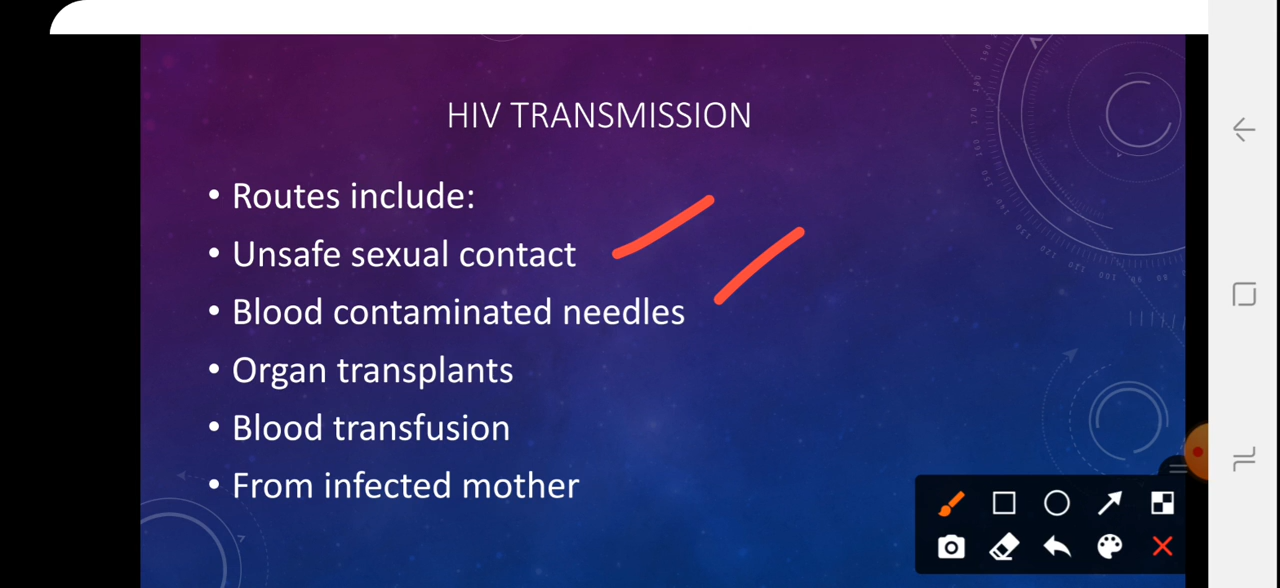 HIV TRANSMISSION
• Routes include:
• Unsafe sexual contact
• Blood contaminated needles
• Organ transplants
• Blood transfusion
• From infected mother